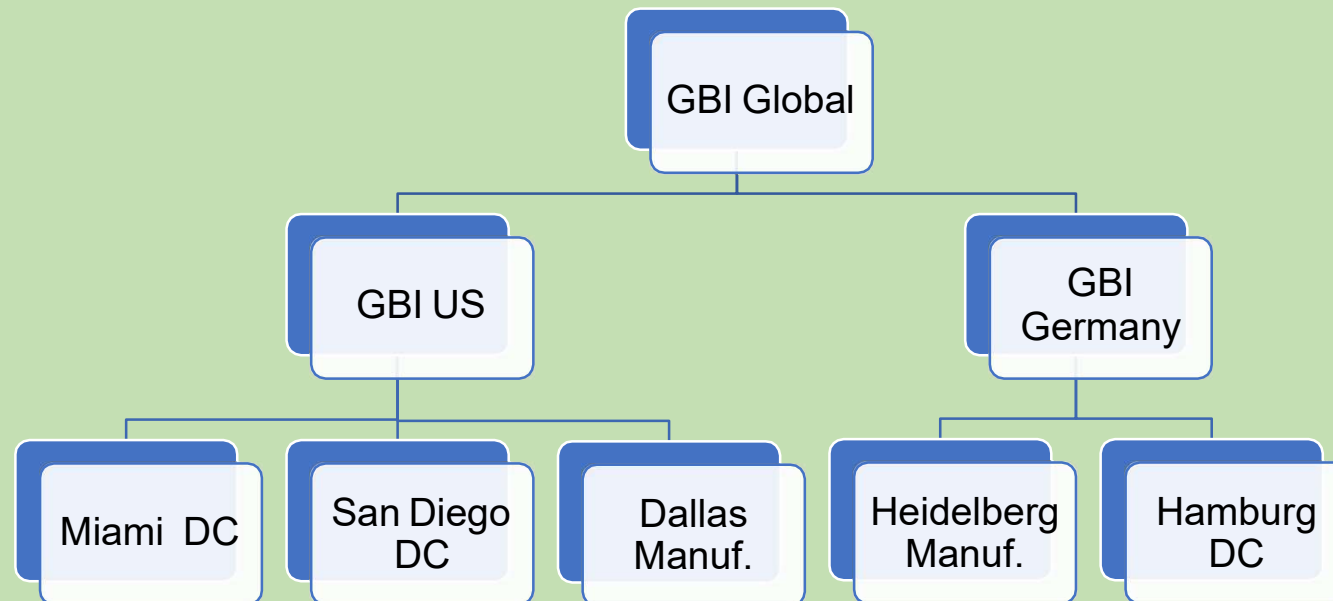 GBI Global
GBI US
GBI
Germany
Miami  DC
San Diego
DC
Dallas
Manuf.
Heidelberg
Manuf.
Hamburg
DC